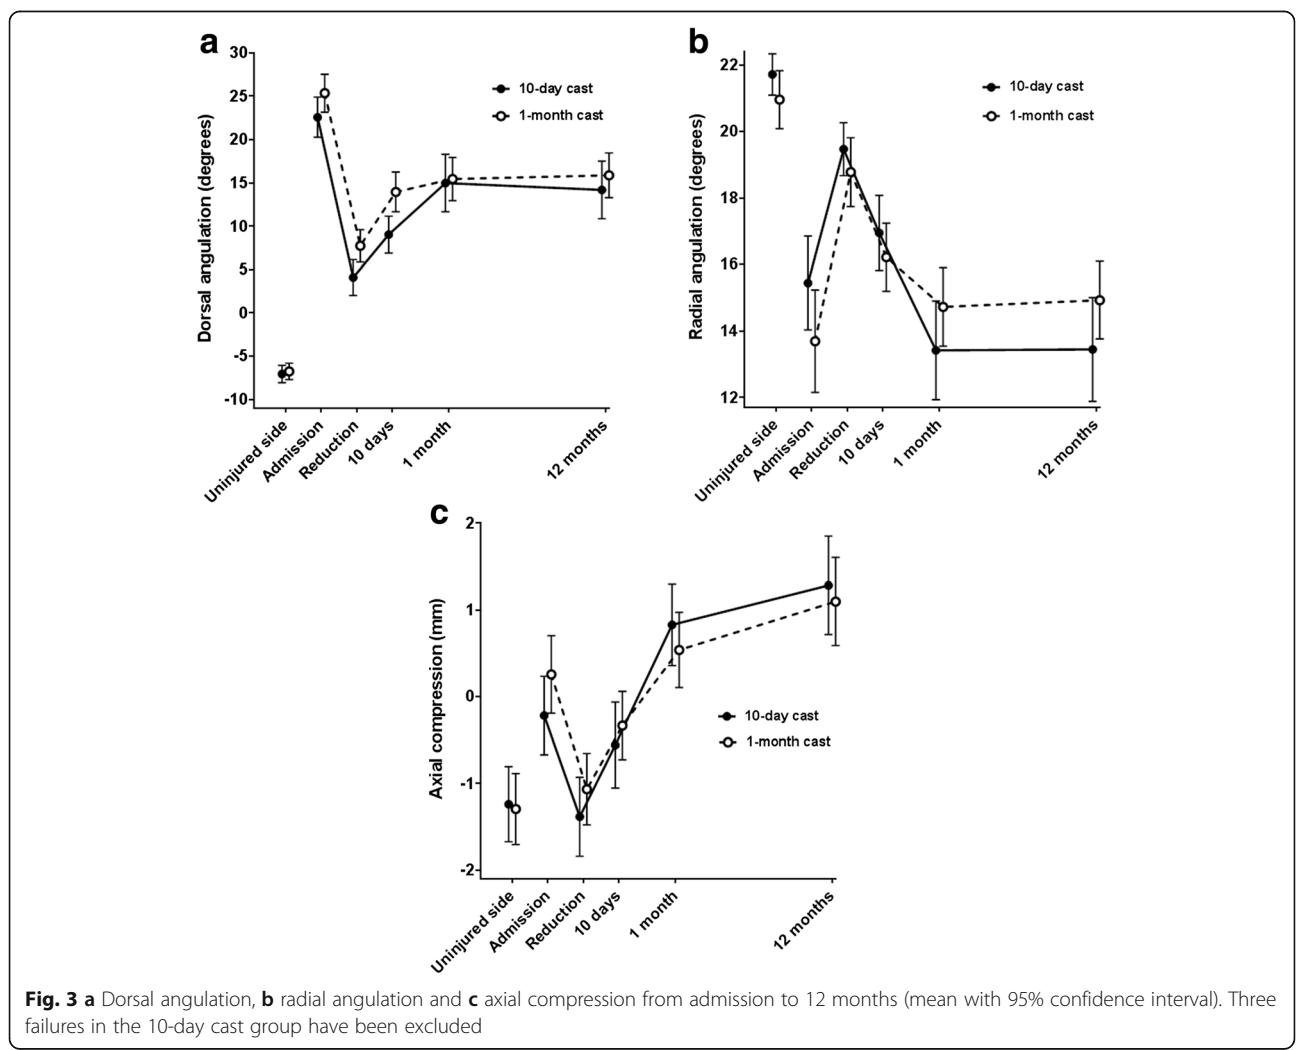 a
30
25
20
15
10
5
0
-5
-10
Dorsal angulation (degrees)
10-day cast
1-month cast
Uninjured side
Admission
Reduction
10 days
1 month
12 months
b
22
20
18
16
14
12
Radial angulation (degrees)
10-day cast
1-month cast
Uninjured side
Admission
Reduction
10 days
1 month
12 months
c
2
1
0
-1
-2
Axial compression (mm)
10-day cast
1-month cast
Uninjured side
Admission
Reduction
10 days
1 month
12 months
Fig. 3 a Dorsal angulation, b radial angulation and c axial compression from admission to 12 months (mean with 95% confidence interval). Three
failures in the 10-day cast group have been excluded